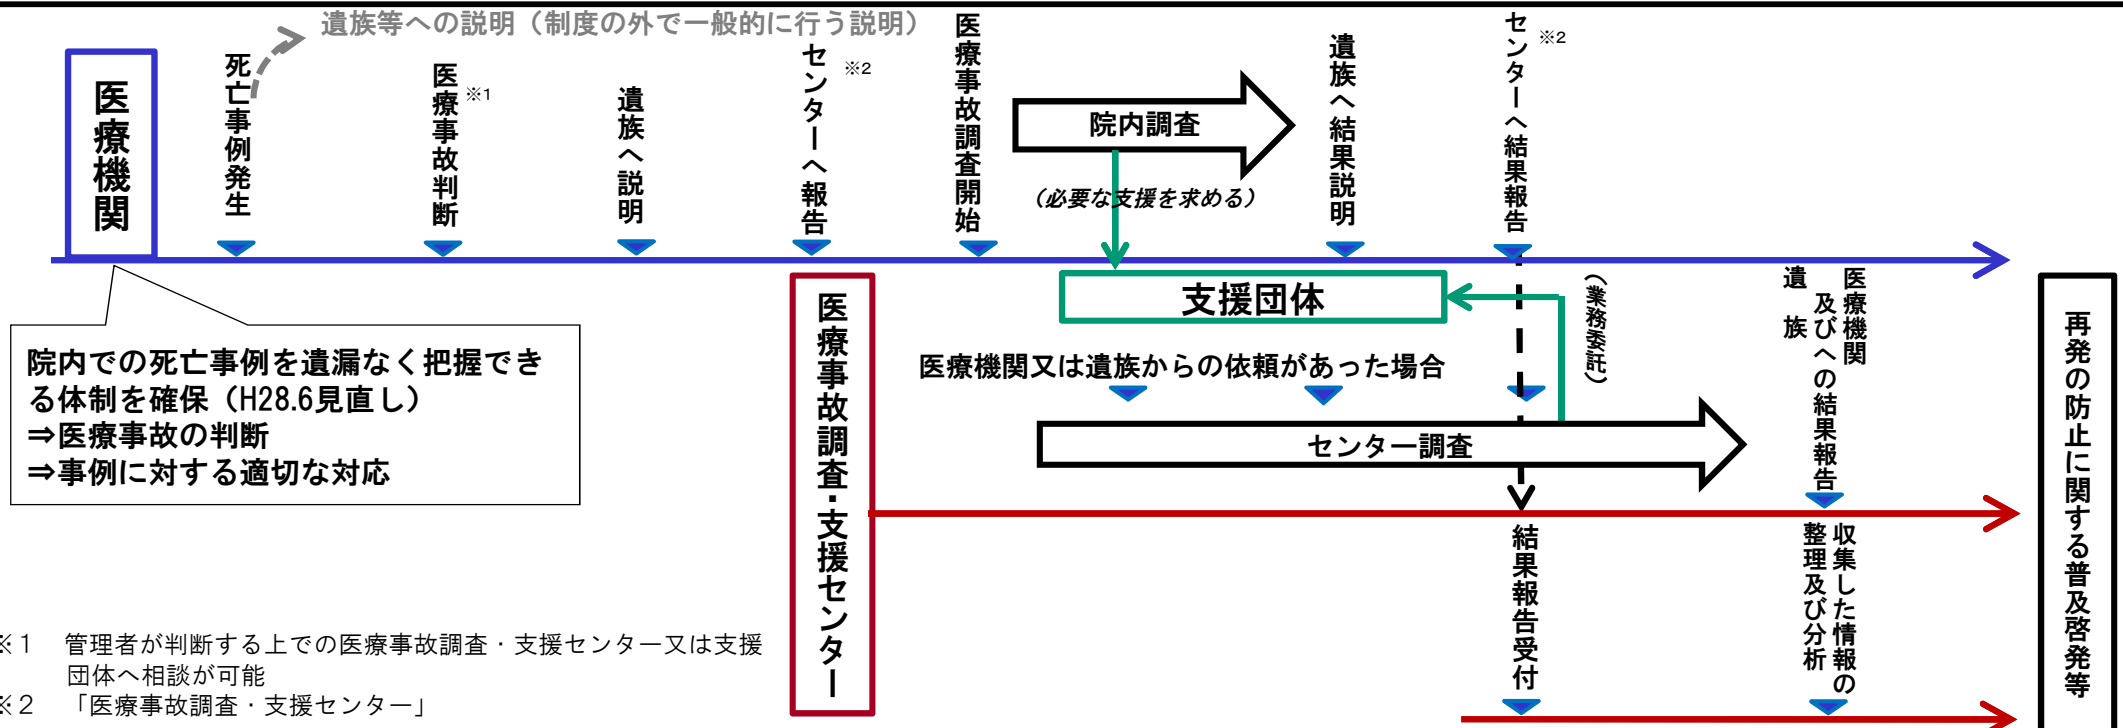 遺族等への説明（制度の外で一般的に行う説明）
医療機関
死亡事例発生
医療事故判断
※1
遺族へ説明
センターへ報告
※2
医療事故調査開始
院内調査
（必要な支援を求める）
遺族へ結果説明
センターへ結果報告
※2
院内での死亡事例を遺漏なく把握でき
る体制を確保（H28.6見直し）
⇒医療事故の判断
⇒事例に対する適切な対応
医療事故調査・支援センター
支援団体
（業務委託）
医療機関又は遺族からの依頼があった場合
センター調査
医療機関
及びへの結果報告
遺族
結果報告受付
収集した情報の
整理及び分析
再発の防止に関する普及啓発等
※1 管理者が判断する上での医療事故調査・支援センター又は支援
団体へ相談が可能
※2 「医療事故調査・支援センター」